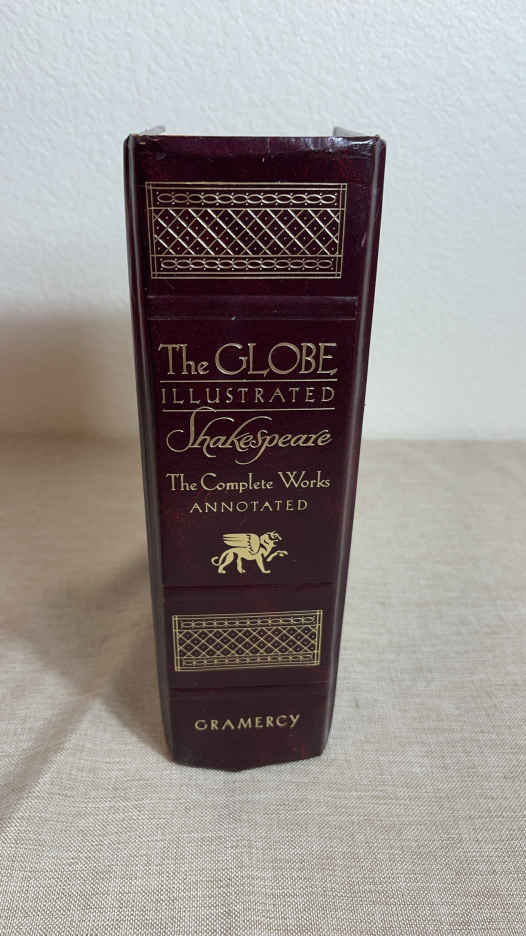 The GLOBE
ILLUSTRATED
Shakespeare
The Complete Works
ANNOTATED
GRAMERCY